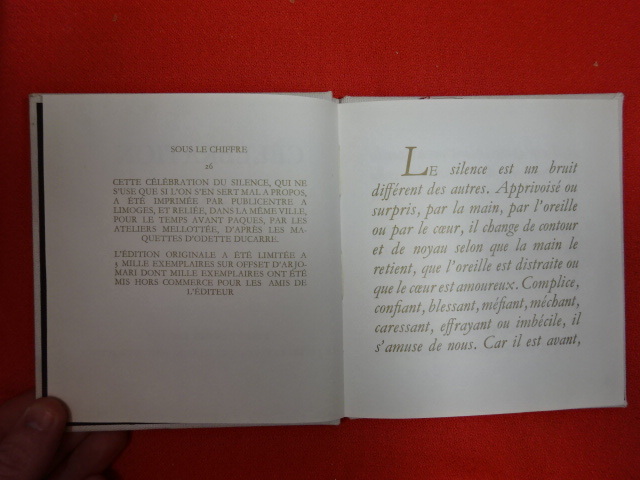 SOUS LE CHIFFRE
26
CETTE CÉLÉBRATION DU SILENCE, QUI NE
S'USE QUE SI L'ON S'EN SERT MAL A PROPOS,
A ÉTÉ IMPRIMÉE PAR PUBLICENTRE A
LIMOGES, ET RELIÉE, DANS LA MÊME VILLE,
POUR LE TEMPS AVANT PAQUES, PAR LES
ATELIERS MELLOTTÉE, D'APRÈS LES MA-
QUETTES D'ODETTE DUCARRE.
L'ÉDITION ORIGINALE A ÉTÉ LIMITÉE A
5 MILLE EXEMPLAIRES SUR OFFSET D'ARJO-
MARI DONT MILLE EXEMPLAIRES ONT ÉTÉ
MIS HORS COMMERCE POUR LES AMIS DE
L'ÉDITEUR
LE silence est un bruit
différent des autres. Apprivoisé ou
surpris, par la main, par l'oreille
ou par le cœur, il change de contour
et de noyau selon que la main le
retient, que l'oreille est distraite ou
que le cœur est amoureux. Complice,
confiant, blessant, méfiant, méchant,
caressant, effrayant ou imbécile, il
s'amuse de nous. Car il est avant,